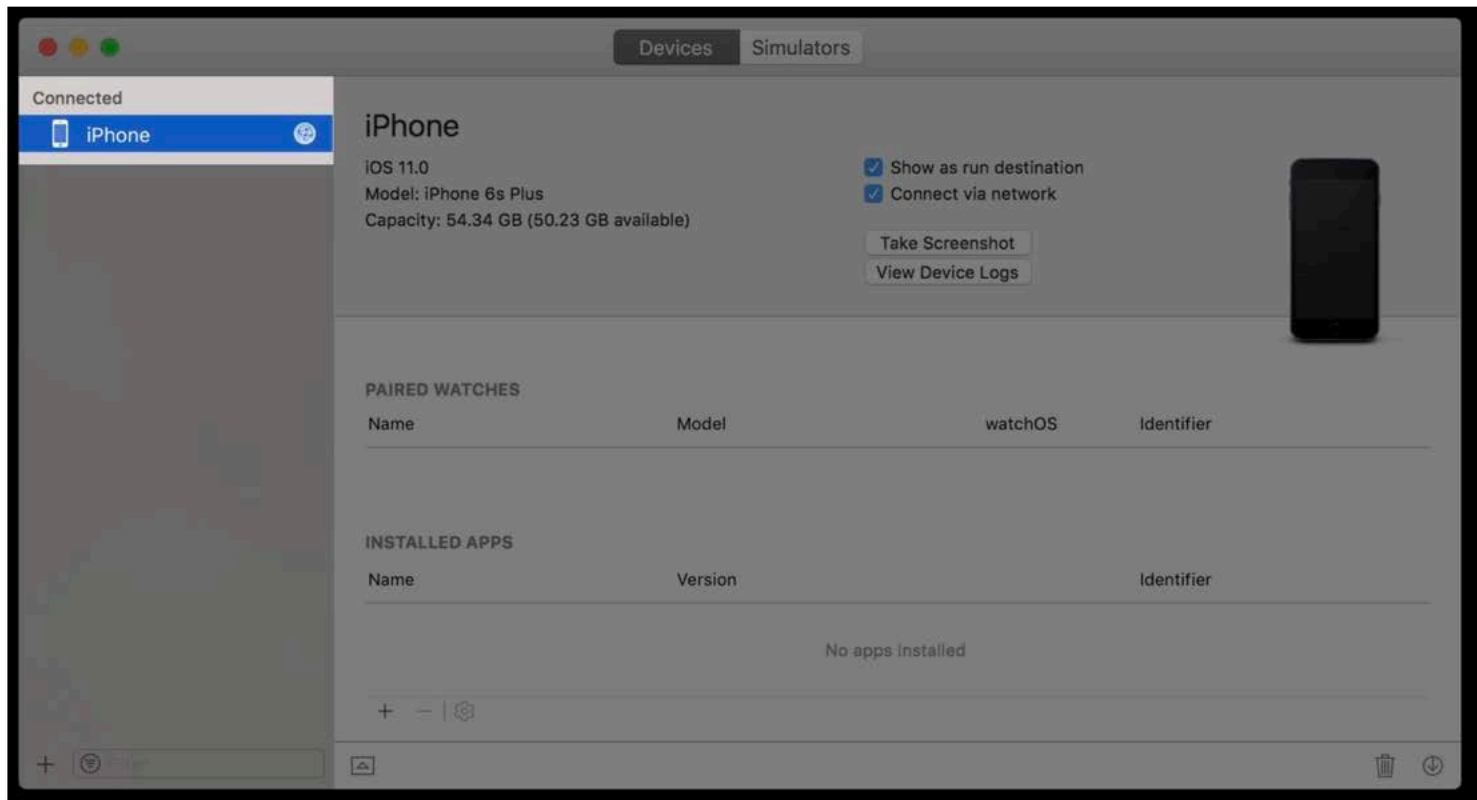 Devices Simulators
Connected
iPhone
iPhone
iOS 11.0
Model: iPhone 6s Plus
Capacity: 54.34 GB (50.23 GB available)
Show as run destination
Connect via network
Take Screenshot
View Device Logs
PAIRED WATCHES
Name Model watchOS Identifier
INSTALLED APPS
Name Version Identifier
No apps installed